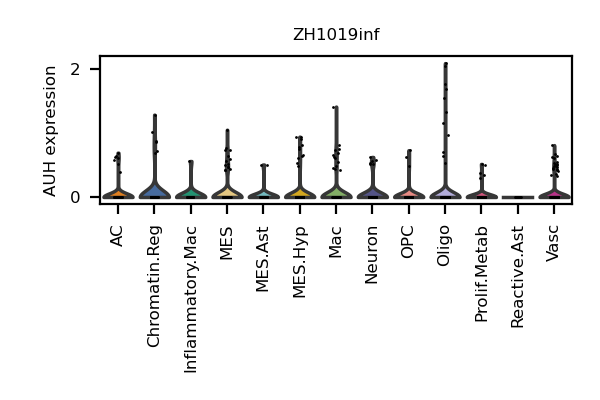 ZH1019inf
AUH expression
2
0
AC
Chromatin.Reg
Inflammatory.Mac
MES
MES.Ast
MES.Hyp
Mac
Neuron
OPC
Oligo
Prolif.Metab
Reactive.Ast
Vasc